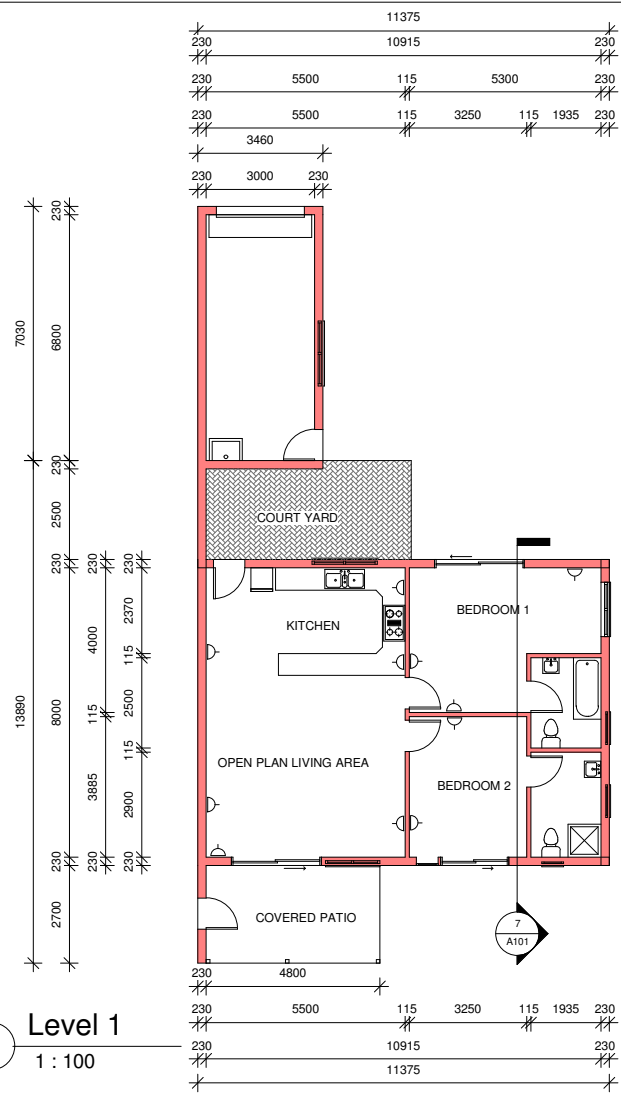 11375
230 10915 230
230 5500 115 5300 230
230 5500 115 3250 115 1935 230
3460
230 3000 230
7030
230
6800
230
2500
230
13890
8000
230
2700
230
4000
115
3885
230
230
2370
115
2500
115
2900
230
COURT YARD
KITCHEN
BEDROOM 1
OPEN PLAN LIVING AREA
BEDROOM 2
COVERED PATIO
7
A101
230 4800
Level 1
1 : 100
230 5500 115 3250 115 1935 230
230 10915 230
11375